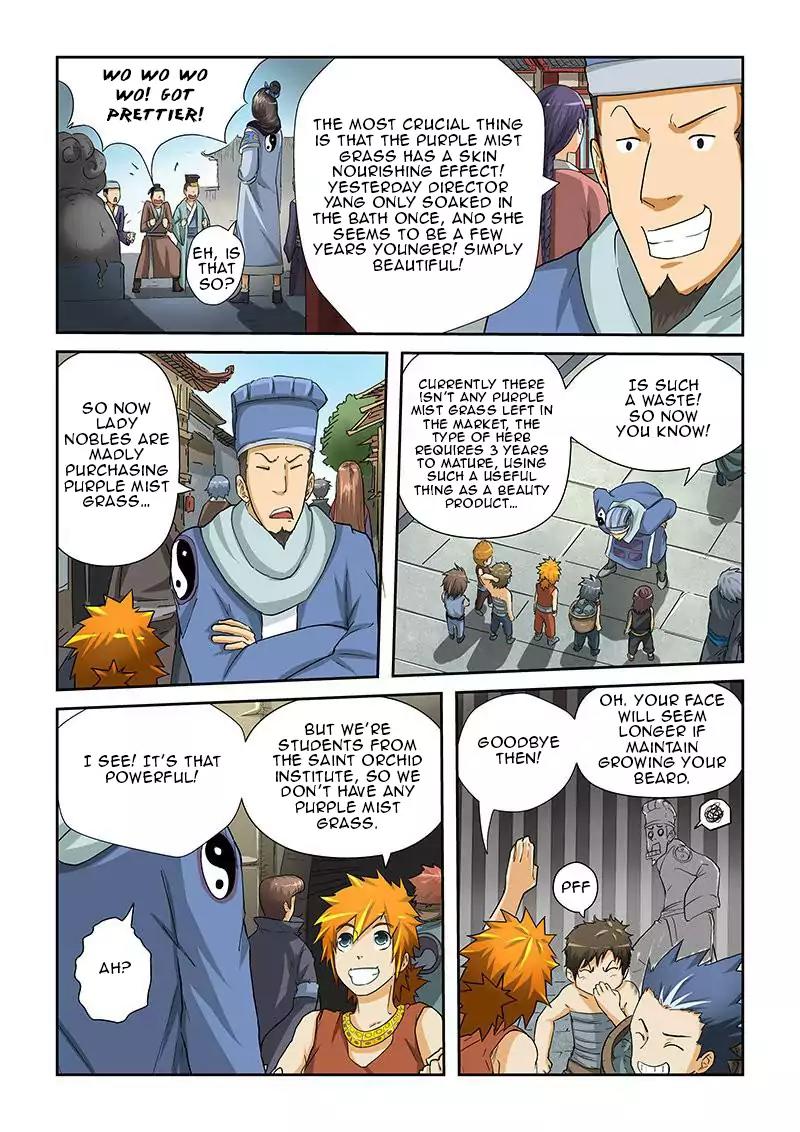 WO WO WO
WO! GOT
PRETTIER!
EH, IS
THAT
SO?
THE MOST CRUCIAL THING
IS THAT THE PURPLE MIST
GRASS HAS A SKIN
NOURISHING EFFECT!
YESTERDAY DIRECTOR
YANG ONLY SOAKED IN
THE BATH ONCE, AND SHE
SEEMS TO BE A FEW
YEARS YOUNGER! SIMPLY
BEAUTIFUL!
SO NOW
LADY
NOBLES ARE
MADLY
PURCHASING
PURPLE MIST
GRASS...
CURRENTLY THERE
ISN'T ANY PURPLE
MIST GRASS LEFT IN
THE MARKET, THE
TYPE OF HERB
REQUIRES 3 YEARS
TO MATURE, USING
SUCH A USEFUL
THING AS A BEAUTY
PRODUCT...
IS SUCH
A WASTE!
SO NOW
YOU KNOW!
I SEE! IT'S THAT
POWERFUL!
BUT WE'RE
STUDENTS FROM
THE SAINT ORCHID
INSTITUTE, SO WE
DON'T HAVE ANY
PURPLE MIST
GRASS.
AH?
GOODBYE
THEN!
OH. YOUR FACE
WILL SEEM
LONGER IF
MAINTAIN
GROWING YOUR
BEARD.
PFF